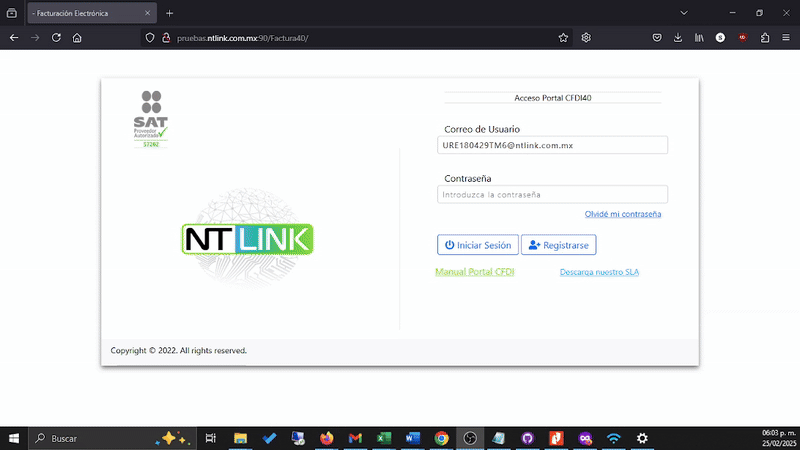 - Facturación Electrónica
pruebas.ntlink.com.mx:90/Factura40/
SAT
Proveedor
Autorizado
57202
NT LINK
Acceso Portal CFDI40
Correo de Usuario
URE180429TM6@ntlink.com.mx
Contraseña
Introduzca la contraseña
Olvidé mi contraseña
Iniciar Sesión
Registrarse
Manual Portal CFDI
Descarga nuestro SLA
Copyright © 2022. All rights reserved.
Buscar
06:03 p. m.
25/02/2025